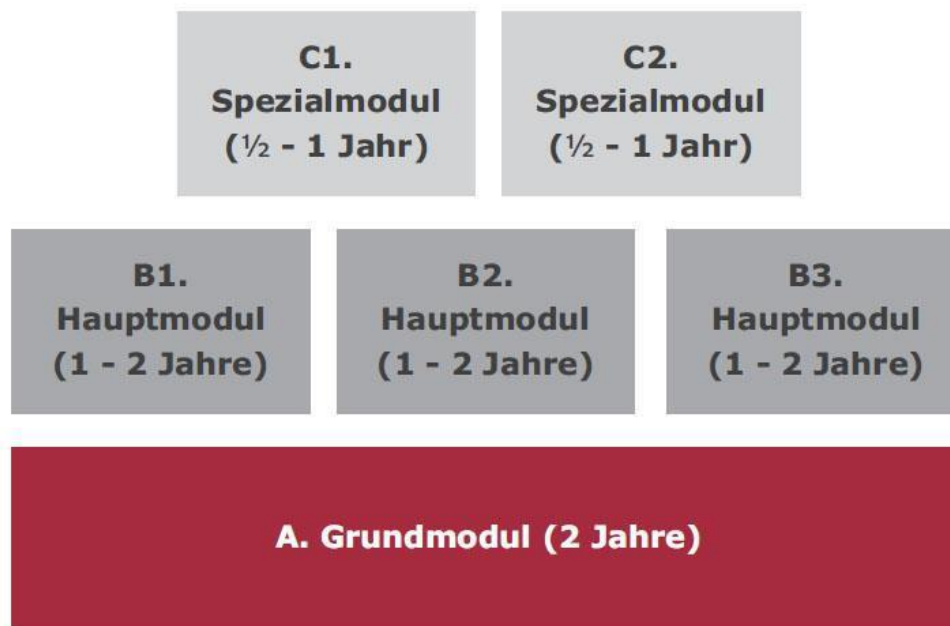 C1.
Spezialmodul
(½ - 1 Jahr)
C2.
Spezialmodul
(½ - 1 Jahr)
B1.
Hauptmodul
(1 - 2 Jahre)
B2.
Hauptmodul
(1 - 2 Jahre)
B3.
Hauptmodul
(1 - 2 Jahre)
A. Grundmodul (2 Jahre)